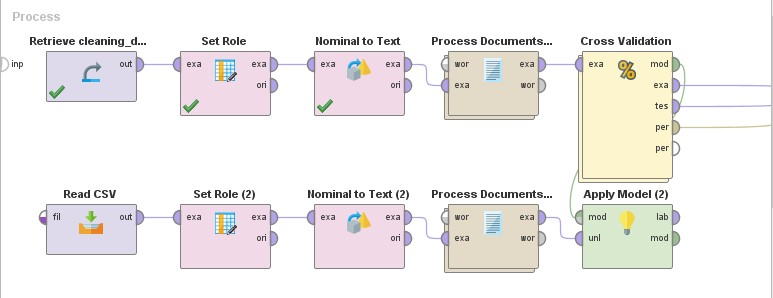 Process
Retrieve cleaning_d... Set Role Nominal to Text Process Documents... Cross Validation
inp out exa exa exa exa wor exa exa mod
ori ori exa wor exa
tes
per
per
Read CSV Set Role (2) Nominal to Text (2) Process Documents... Apply Model (2)
fil out exa exa exa exa wor exa mod lab
ori ori exa wor unl mod